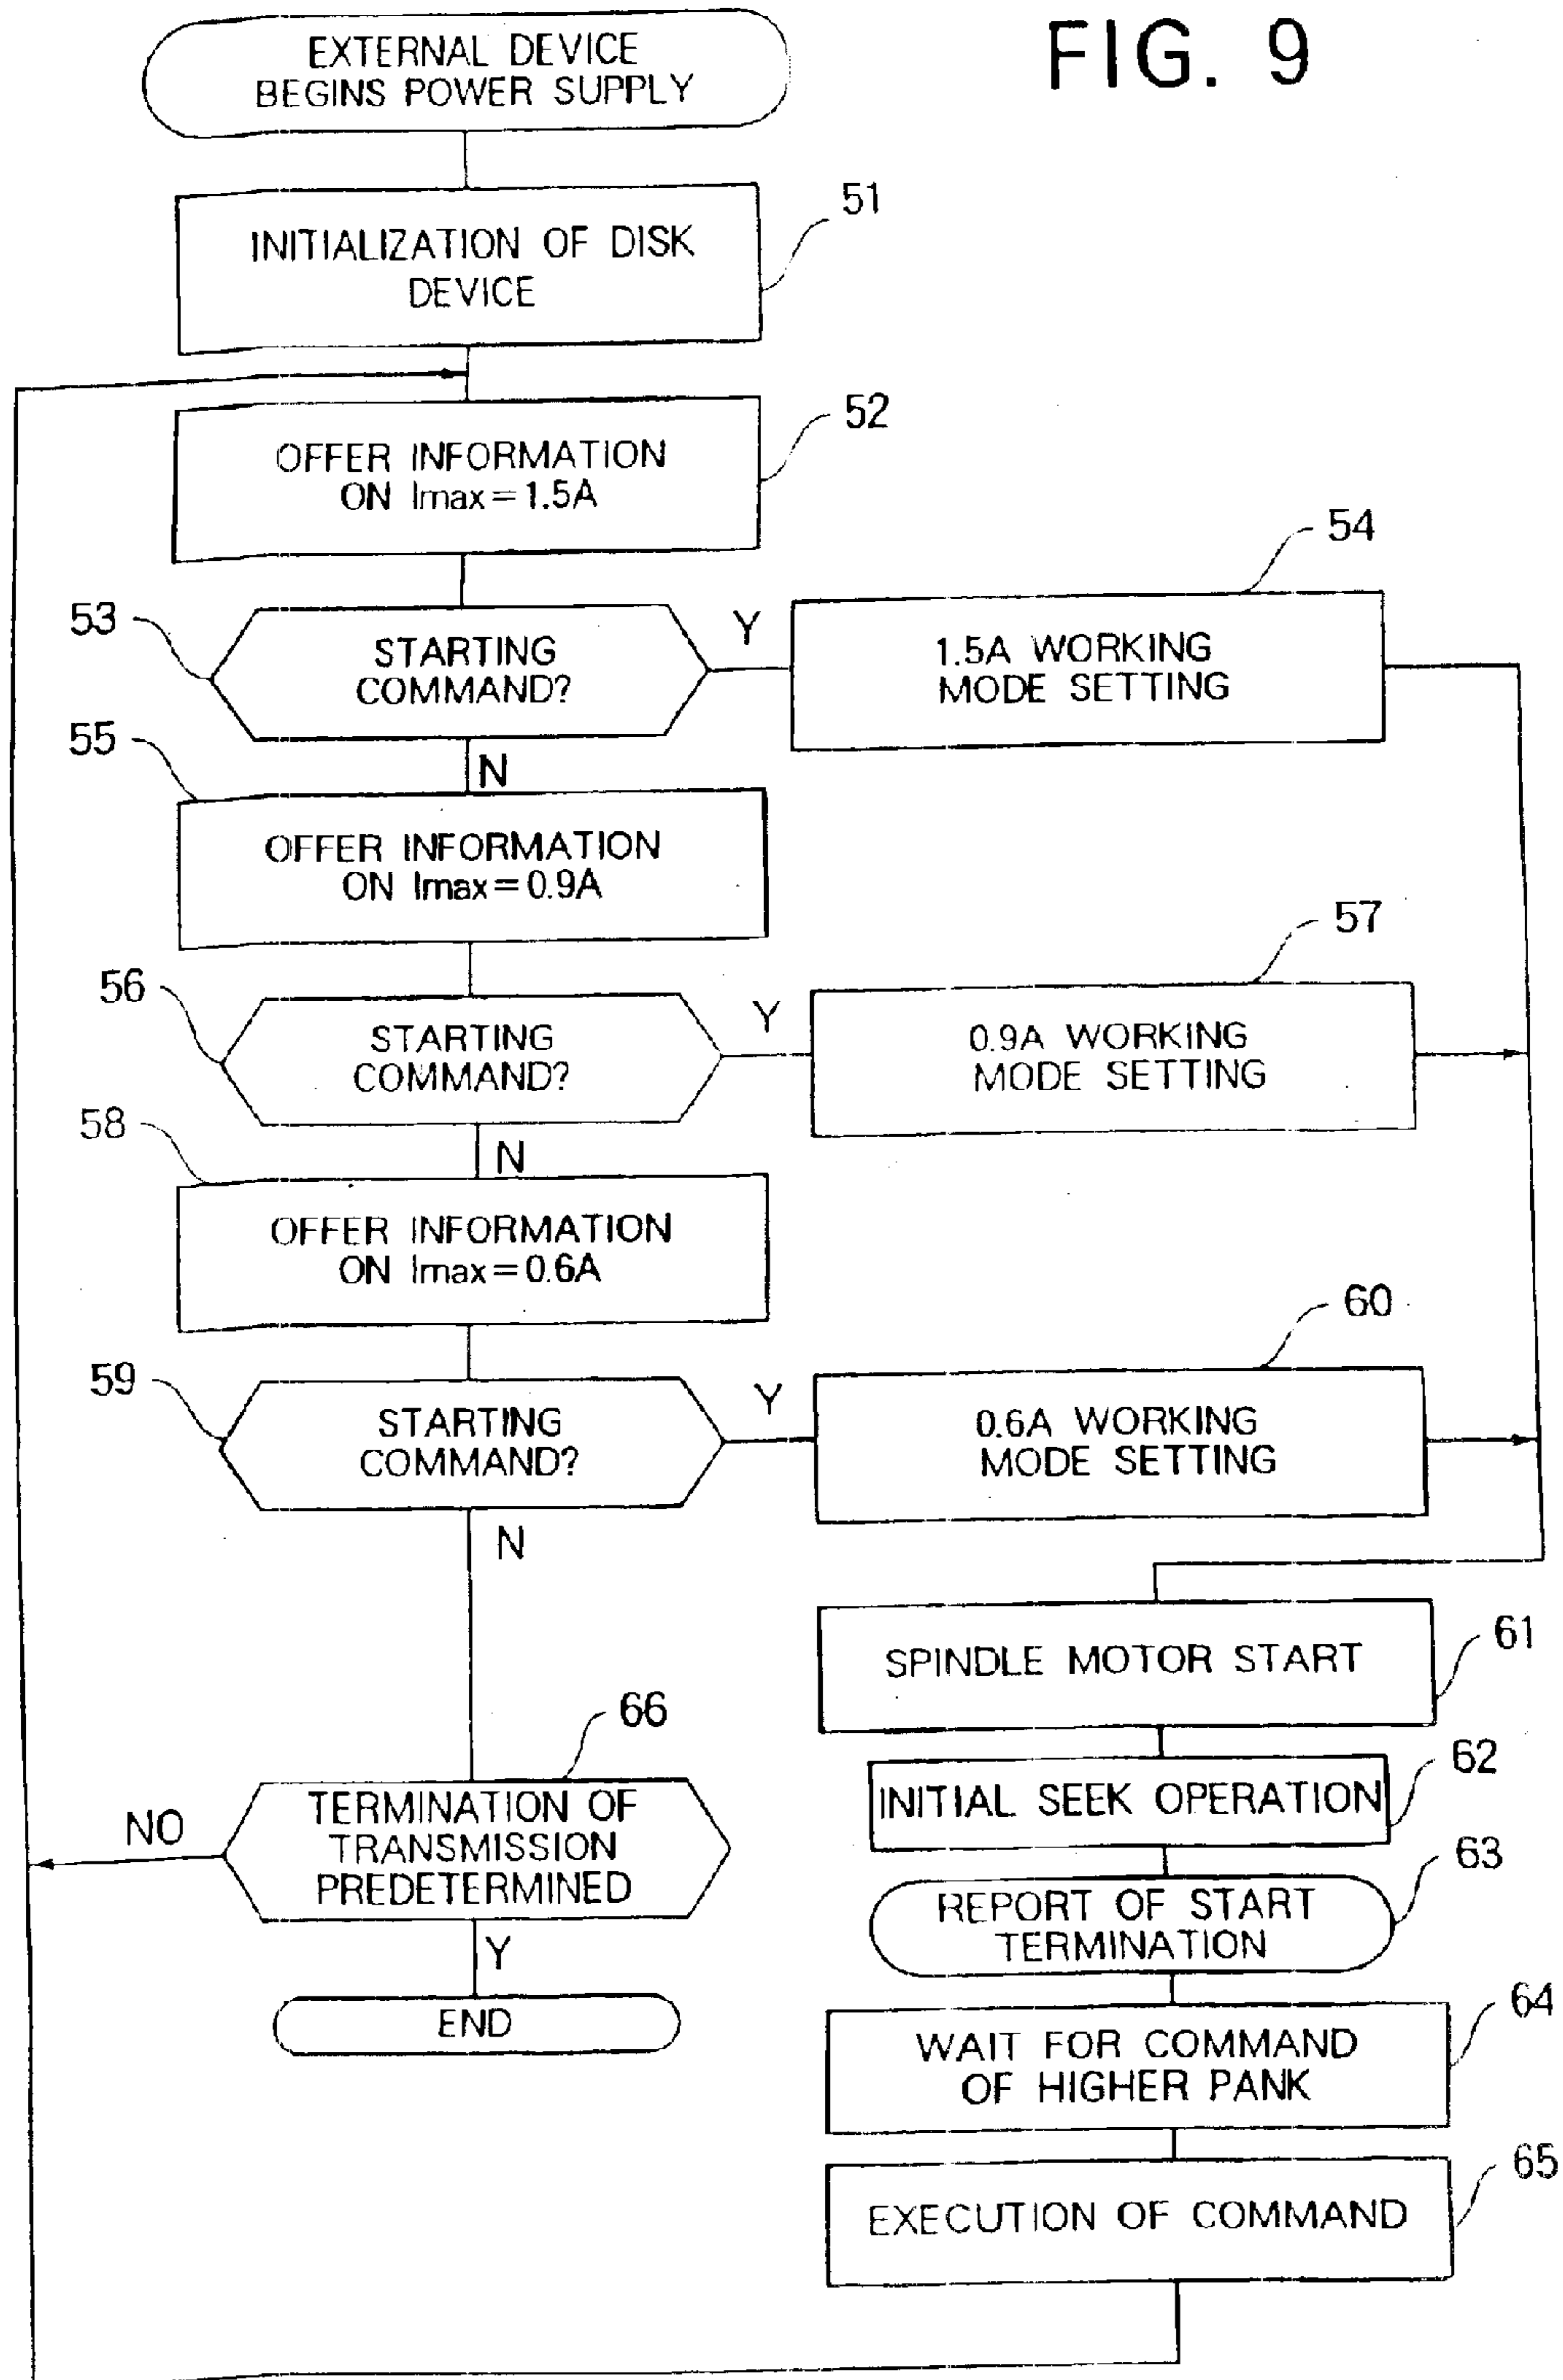 FIG. 9
EXTERNAL DEVICE
BEGINS POWER SUPPLY
51
INITIALIZATION OF DISK
DEVICE
52
OFFER INFORMATION
ON Imax=1.5A
53
STARTING
COMMAND?
Y
54
1.5A WORKING
MODE SETTING
N
55
OFFER INFORMATION
ON Imax=0.9A
56
STARTING
COMMAND?
Y
57
0.9A WORKING
MODE SETTING
N
58
OFFER INFORMATION
ON Imax=0.6A
59
STARTING
COMMAND?
Y
60
0.6A WORKING
MODE SETTING
N
61
SPINDLE MOTOR START
62
INITIAL SEEK OPERATION
63
REPORT OF START
TERMINATION
64
WAIT FOR COMMAND
OF HIGHER PANK
65
EXECUTION OF COMMAND
66
TERMINATION OF
TRANSMISSION
PREDETERMINED
NO
Y
END